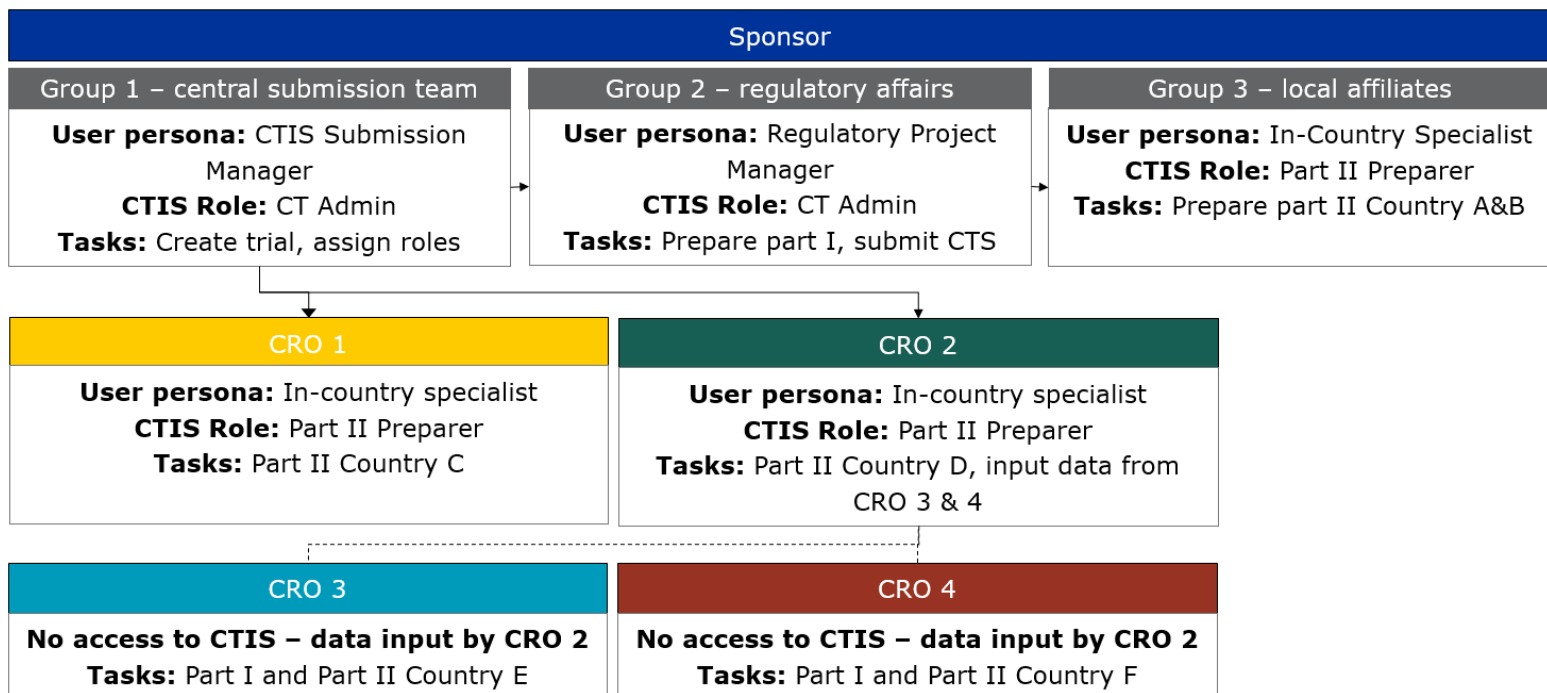 Sponsor
Group 1 – central submission team
User persona: CTIS Submission
Manager
CTIS Role: CT Admin
Tasks: Create trial, assign roles
Group 2 – regulatory affairs
User persona: Regulatory Project
Manager
CTIS Role: CT Admin
Tasks: Prepare part I, submit CTS
Group 3 – local affiliates
User persona: In-Country Specialist
CTIS Role: Part II Preparer
Tasks: Prepare part II Country A&B
CRO 1
User persona: In-country specialist
CTIS Role: Part II Preparer
Tasks: Part II Country C
CRO 2
User persona: In-country specialist
CTIS Role: Part II Preparer
Tasks: Part II Country D, input data from
CRO 3 & 4
CRO 3
No access to CTIS – data input by CRO 2
Tasks: Part I and Part II Country E
CRO 4
No access to CTIS – data input by CRO 2
Tasks: Part I and Part II Country F